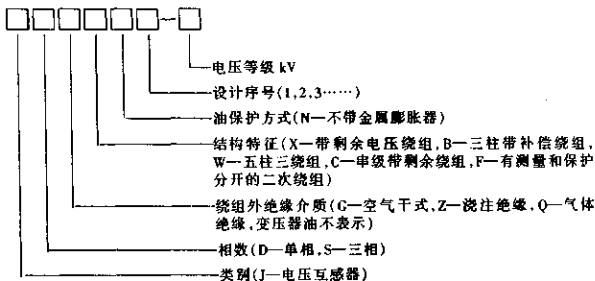 电压等级 kV
设计序号(1,2,3……)
油保护方式(N—不带金属膨胀器)
结构特征(X—带剩余电压绕组,B—三柱带补偿绕组,
W—五柱三绕组,C—串级带剩余绕组,F—有测量和保护
分开的二次绕组)
绕组外绝缘介质(G—空气干式,Z—浇注绝缘,Q—气体
绝缘,变压器油不表示)
相数(D—单相,S—三相)
类别(J—电压互感器)